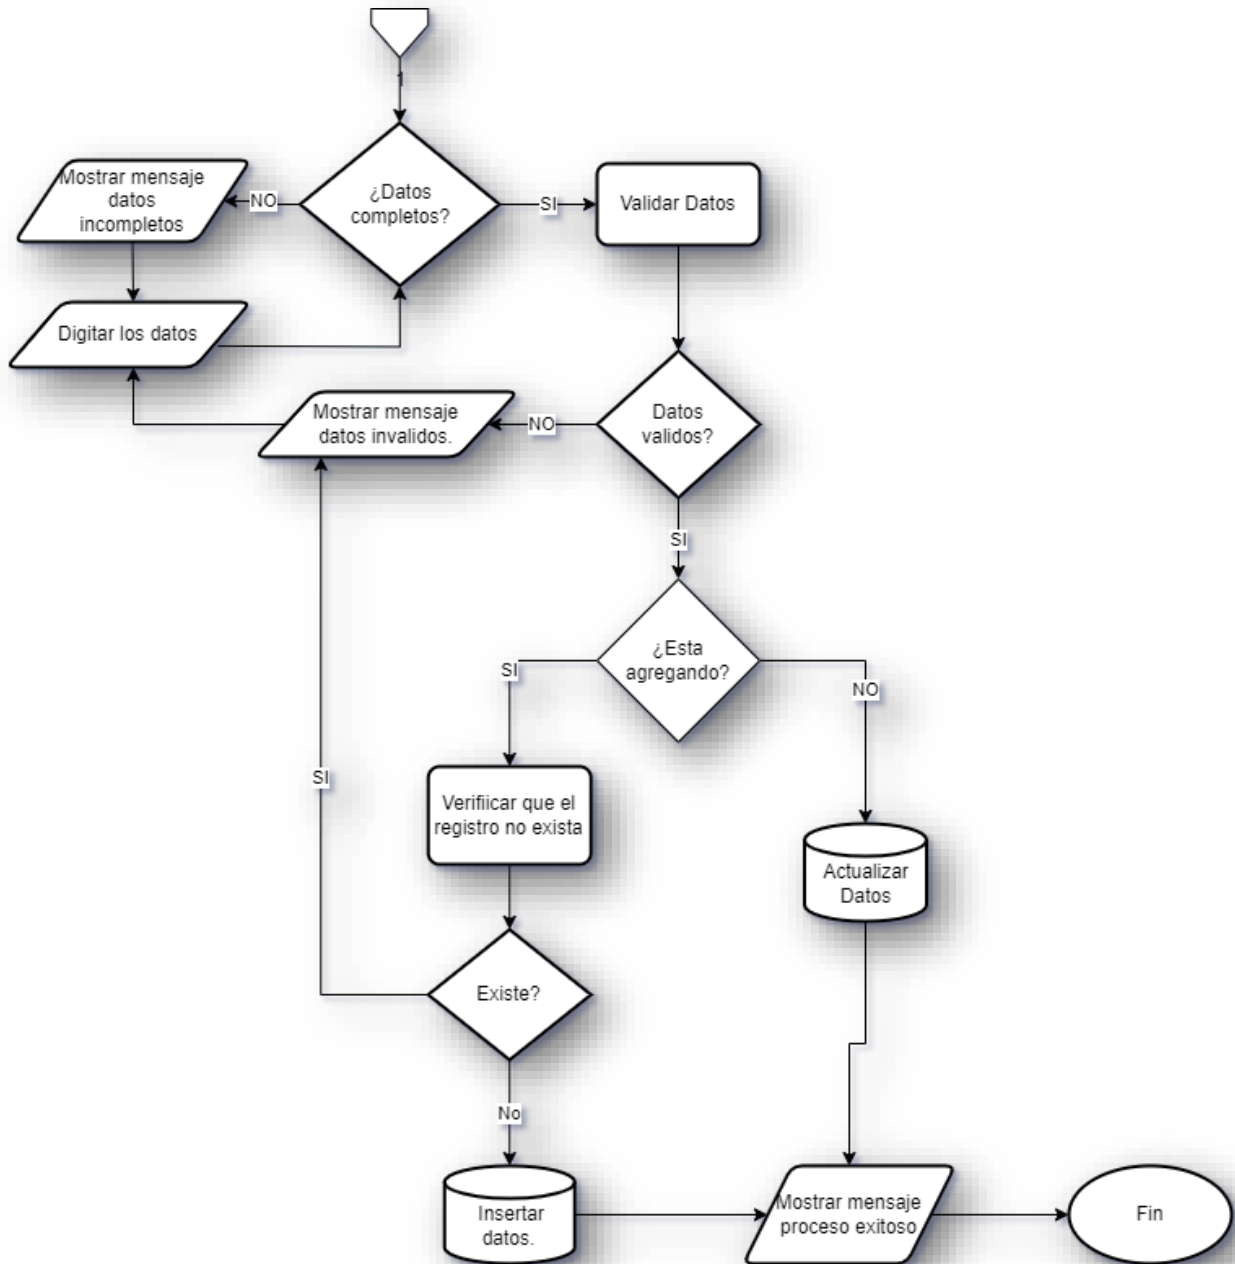 1
¿Datos
completos?
NO
SI
Mostrar mensaje
datos
incompletos
Validar Datos
Digitar los datos
Mostrar mensaje
datos invalidos.
NO
Datos
validos?
SI
¿Esta
agregando?
SI
NO
SI
Verifiicar que el
registro no exista
Actualizar
Datos
Existe?
No
Insertar
datos.
Mostrar mensaje
proceso exitoso
Fin